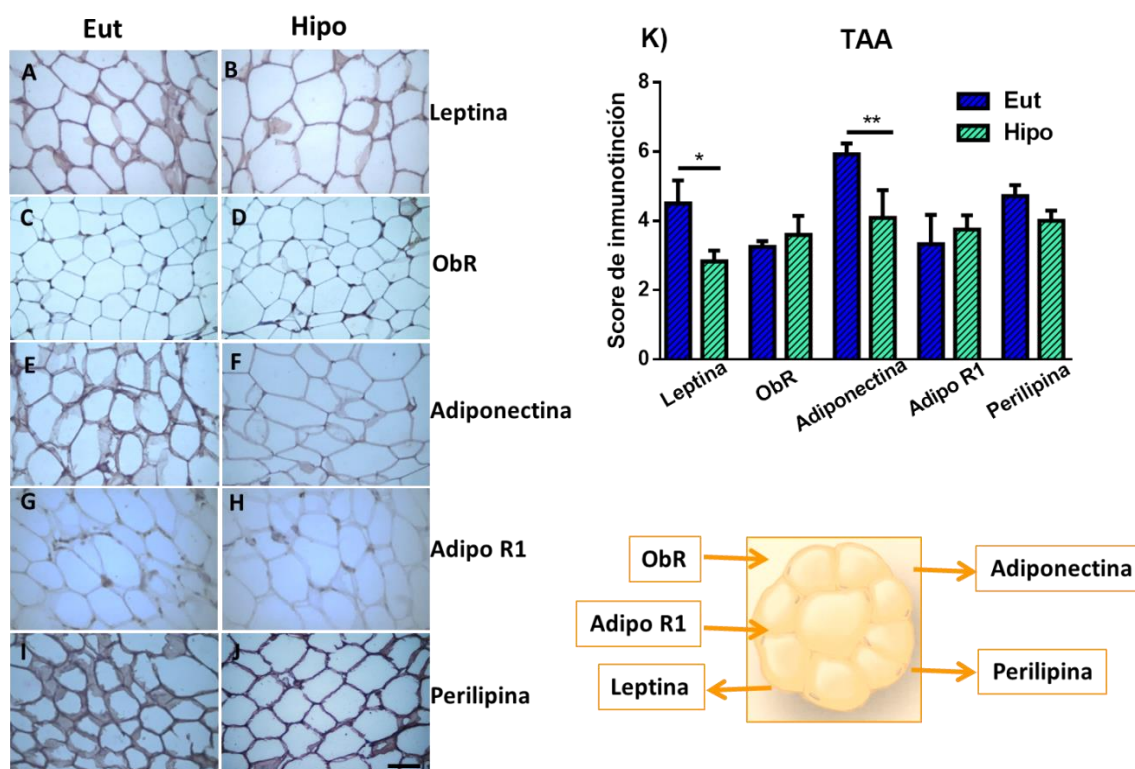 Eut
Hipo
A
B
Leptina
C
D
ObR
E
F
Adiponectina
G
H
Adipo R1
I
J
Perilipina
K)
TAA
Score de inmunotinción
8
6
4
2
0
*
**
Eut
Hipo
Leptina
ObR
Adiponectina
Adipo R1
Perilipina
ObR
Adipo R1
Leptina
Adiponectina
Perilipina